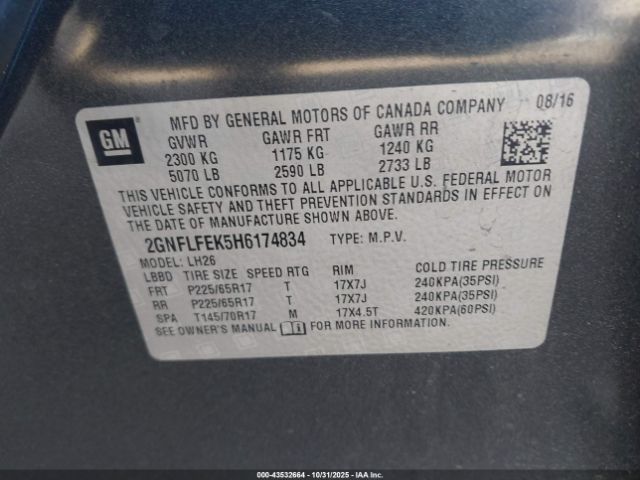 GM
MFD BY GENERAL MOTORS OF CANADA COMPANY 08/16
GVWR GAWR FRT GAWR RR
2300 KG 1175 KG 1240 KG
5070 LB 2590 LB 2733 LB
THIS VEHICLE CONFORMS TO ALL APPLICABLE U.S. FEDERAL MOTOR
VEHICLE SAFETY AND THEFT PREVENTION STANDARDS IN EFFECT ON
THE DATE OF MANUFACTURE SHOWN ABOVE.
2GNFLFEK5H6174834 TYPE: M.P.V.
MODEL: LH26
LBBD TIRE SIZE SPEED RTG RIM COLD TIRE PRESSURE
FRT P225/65R17 T 17X7J 240KPA(35PSI)
RR P225/65R17 T 17X7J 240KPA(35PSI)
SPA T145/70R17 M 17X4.5T 420KPA(60PSI)
SEE OWNER'S MANUAL FOR MORE INFORMATION.
000-43532664 - 10/31/2025 - IAAI.COM